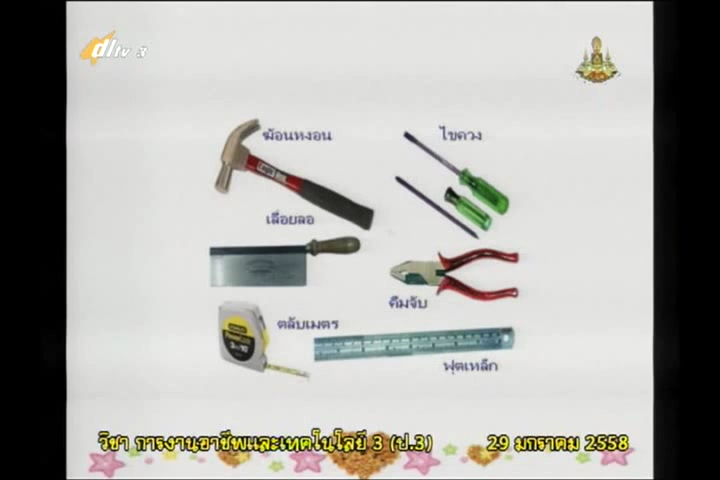 dltv 3
ฆ้อนหงอน
ไขควง
เลื่อยลอ
คีมจับ
ตลับเมตร
ฟุตเหล็ก
วิชา การงานอาชีพและเทคโนโลยี 3 (ป.3) 29 มกราคม 2558